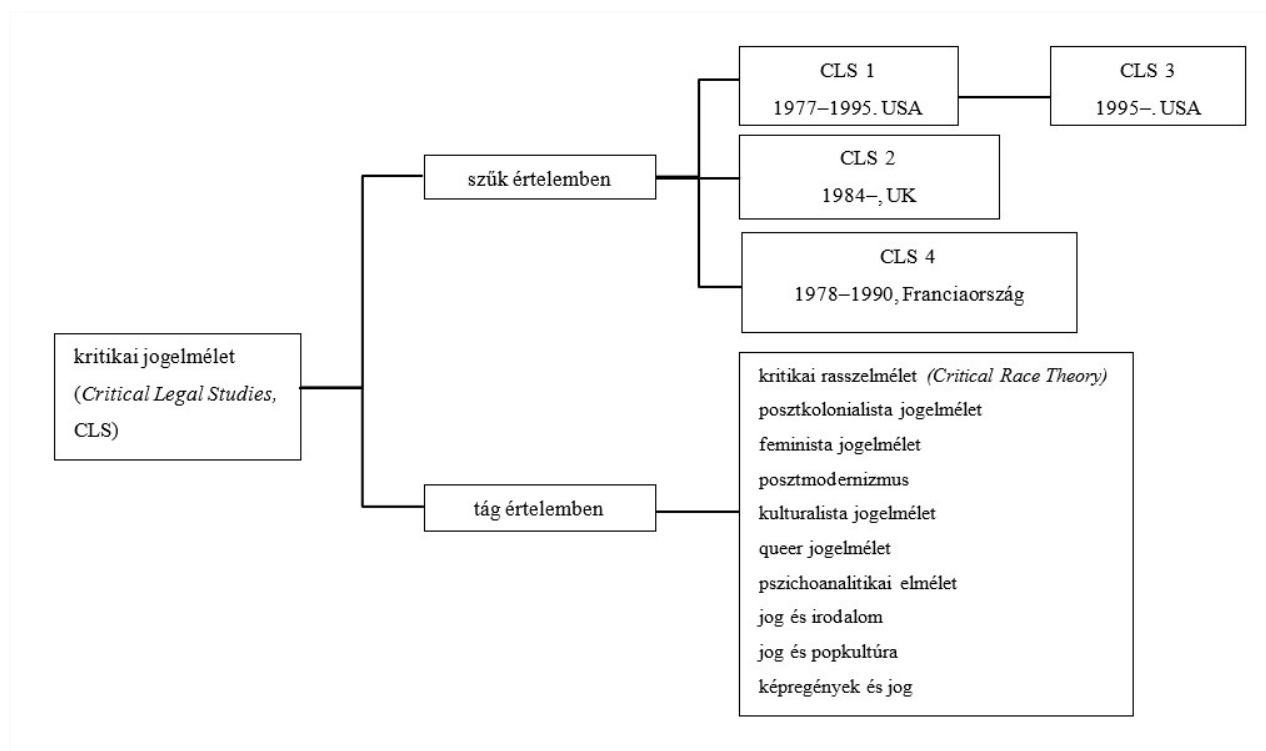 kritikai jogelmélet
(Critical Legal Studies,
CLS)
szűk értelemben
CLS 1
1977–1995. USA
CLS 3
1995–. USA
CLS 2
1984–, UK
CLS 4
1978–1990, Franciaország
tág értelemben
kritikai rasszelmélet (Critical Race Theory)
posztkolonialista jogelmélet
feminista jogelmélet
posztmodernizmus
kulturalista jogelmélet
queer jogelmélet
pszichoanalitikai elmélet
jog és irodalom
jog és popkultúra
képregények és jog